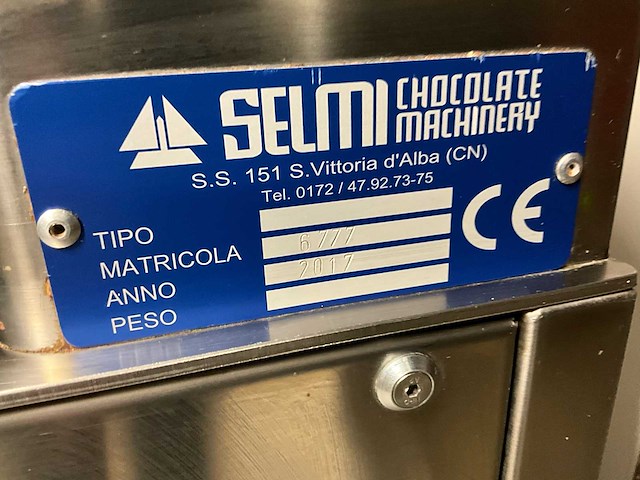 SELMI CHOCOLATE MACHINERY
S.S. 151 S.Vittoria d'Alba (CN)
Tel. 0172 / 47.92.73-75
CE
TIPO
MATRICOLA
ANNO 2017
PESO